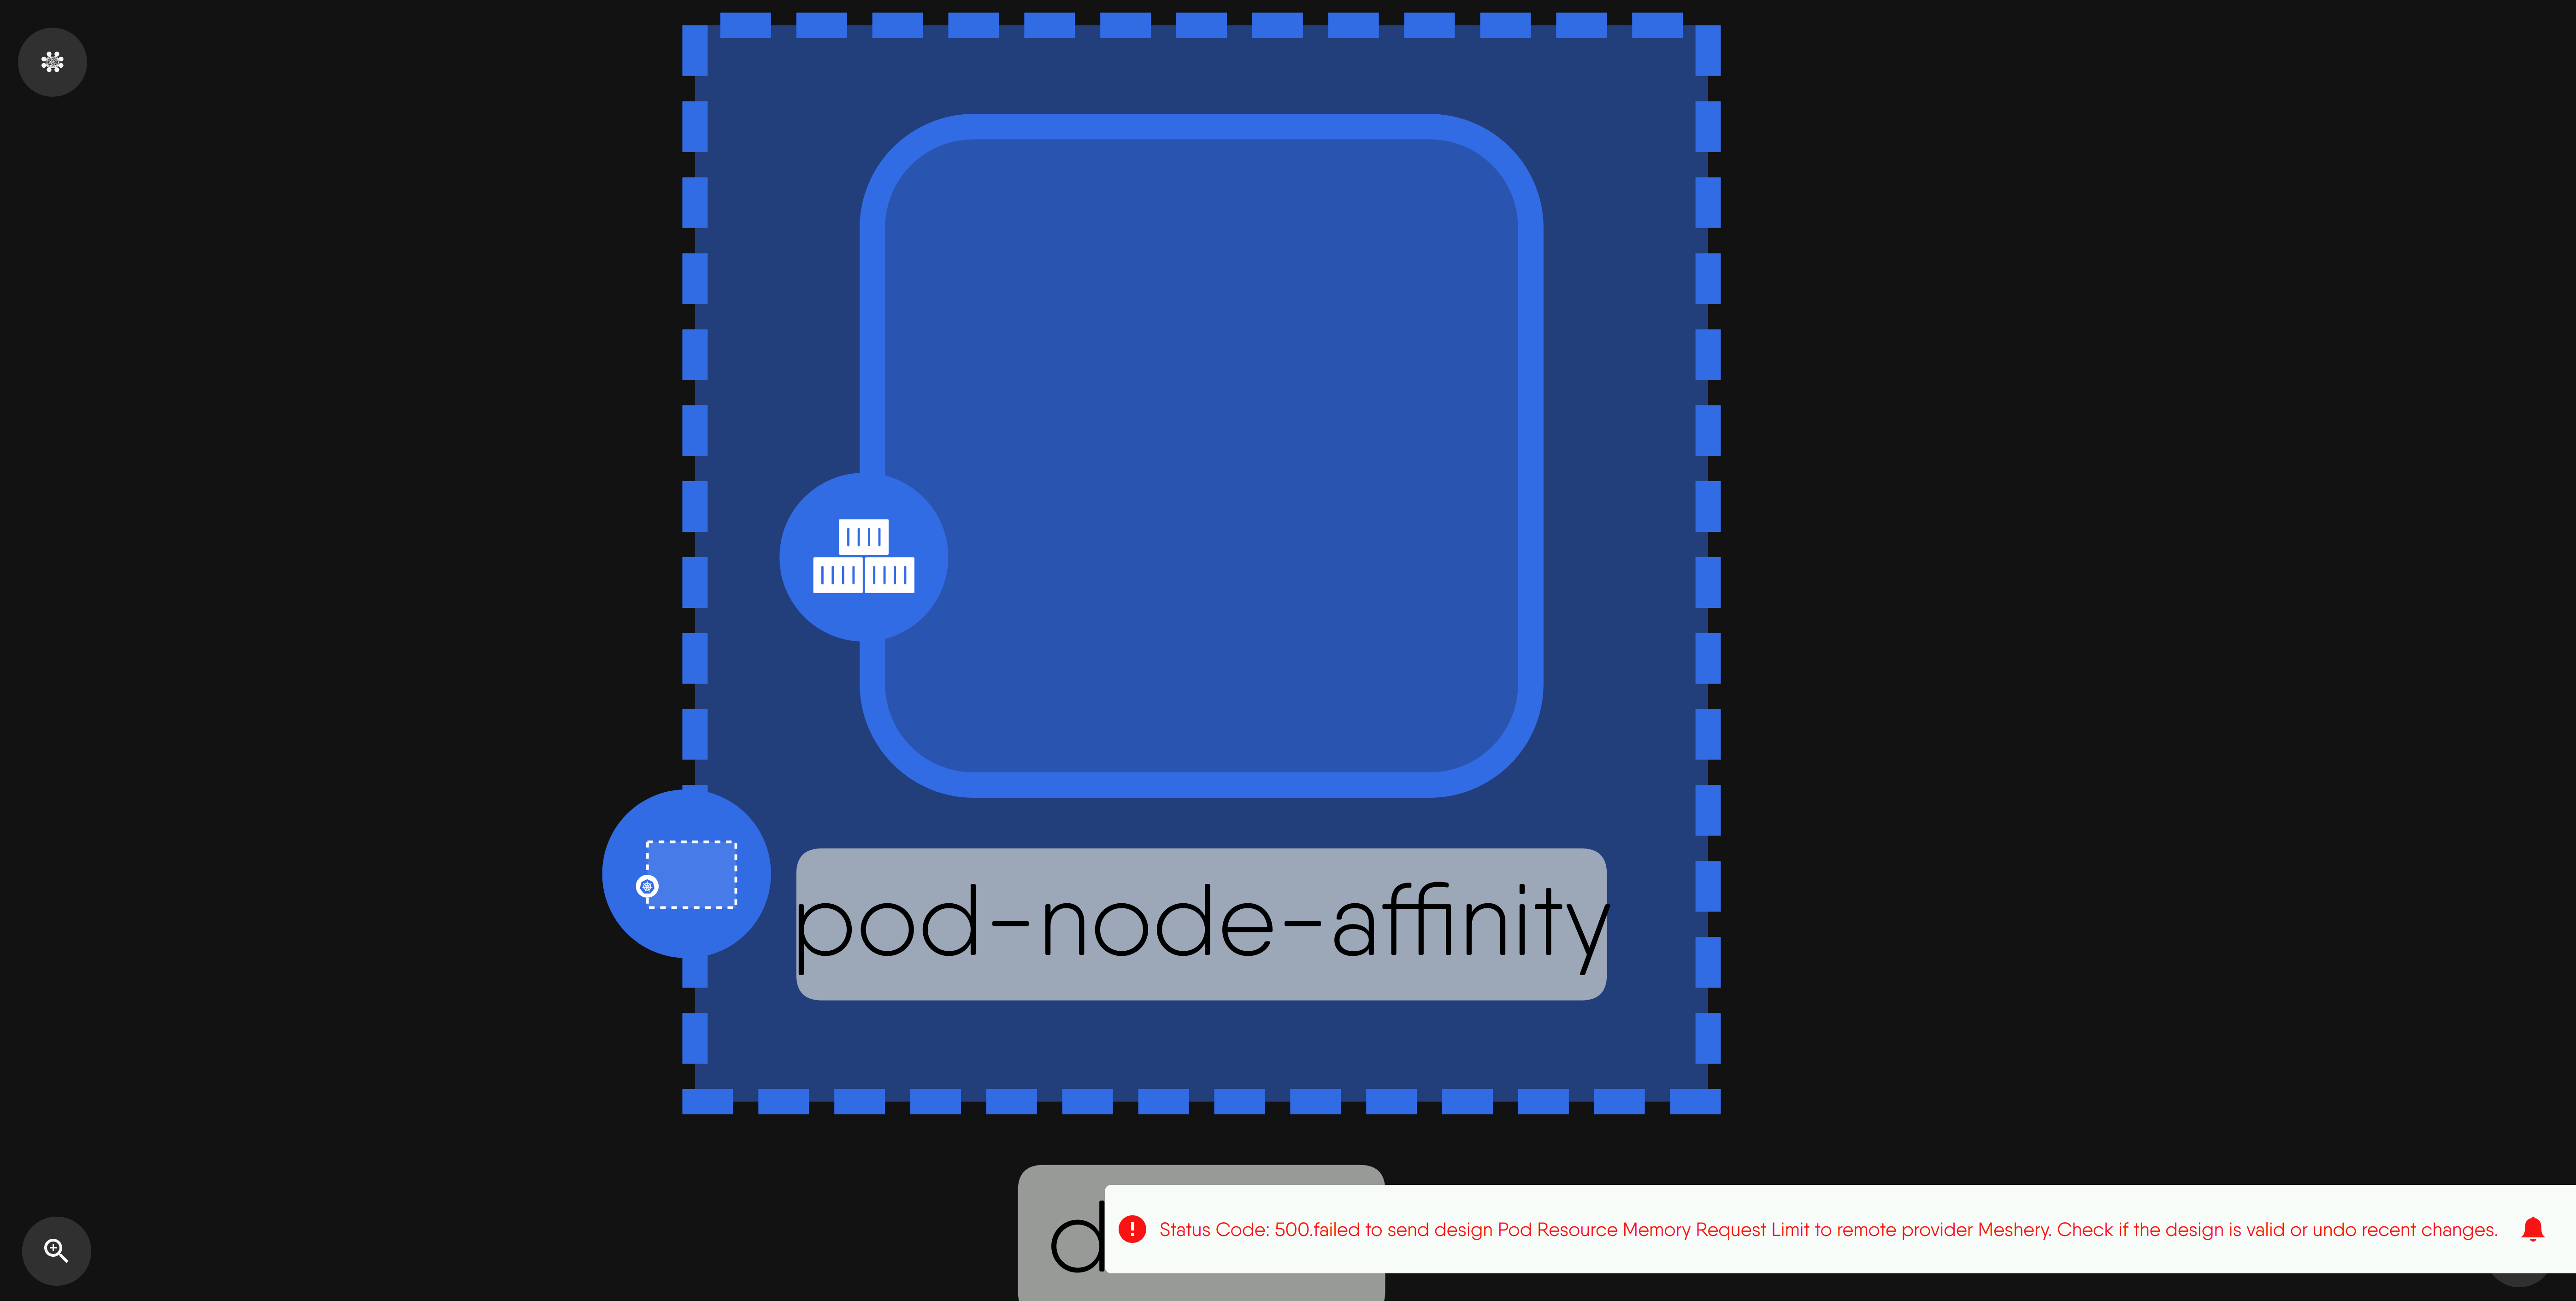 pod-node-affinity
Status Code: 500.failed to send design Pod Resource Memory Request Limit to remote provider Meshery. Check if the design is valid or undo recent changes.